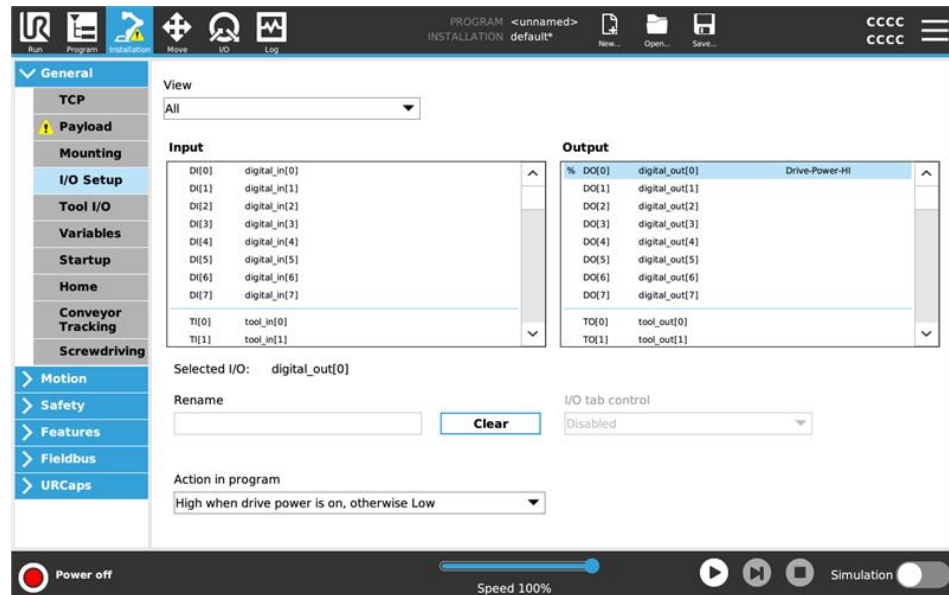 PROGRAM <unnamed>
INSTALLATION default*
CCCC
CCCC
Run
Program
Installation
Move
I/O
Log
New...
Open...
Save...
General
TCP
Payload
Mounting
I/O Setup
Tool I/O
Variables
Startup
Home
Conveyor
Tracking
Screwdriving
Motion
Safety
Features
Fieldbus
URCaps
View
All
Input
DI[0] digital_in[0]
DI[1] digital_in[1]
DI[2] digital_in[2]
DI[3] digital_in[3]
DI[4] digital_in[4]
DI[5] digital_in[5]
DI[6] digital_in[6]
DI[7] digital_in[7]
TI[0] tool_in[0]
TI[1] tool_in[1]
Output
% DO[0] digital_out[0] Drive-Power-HI
DO[1] digital_out[1]
DO[2] digital_out[2]
DO[3] digital_out[3]
DO[4] digital_out[4]
DO[5] digital_out[5]
DO[6] digital_out[6]
DO[7] digital_out[7]
TO[0] tool_out[0]
TO[1] tool_out[1]
Selected I/O: digital_out[0]
Rename
Clear
I/O tab control
Disabled
Action in program
High when drive power is on, otherwise Low
Power off
Speed 100%
Simulation